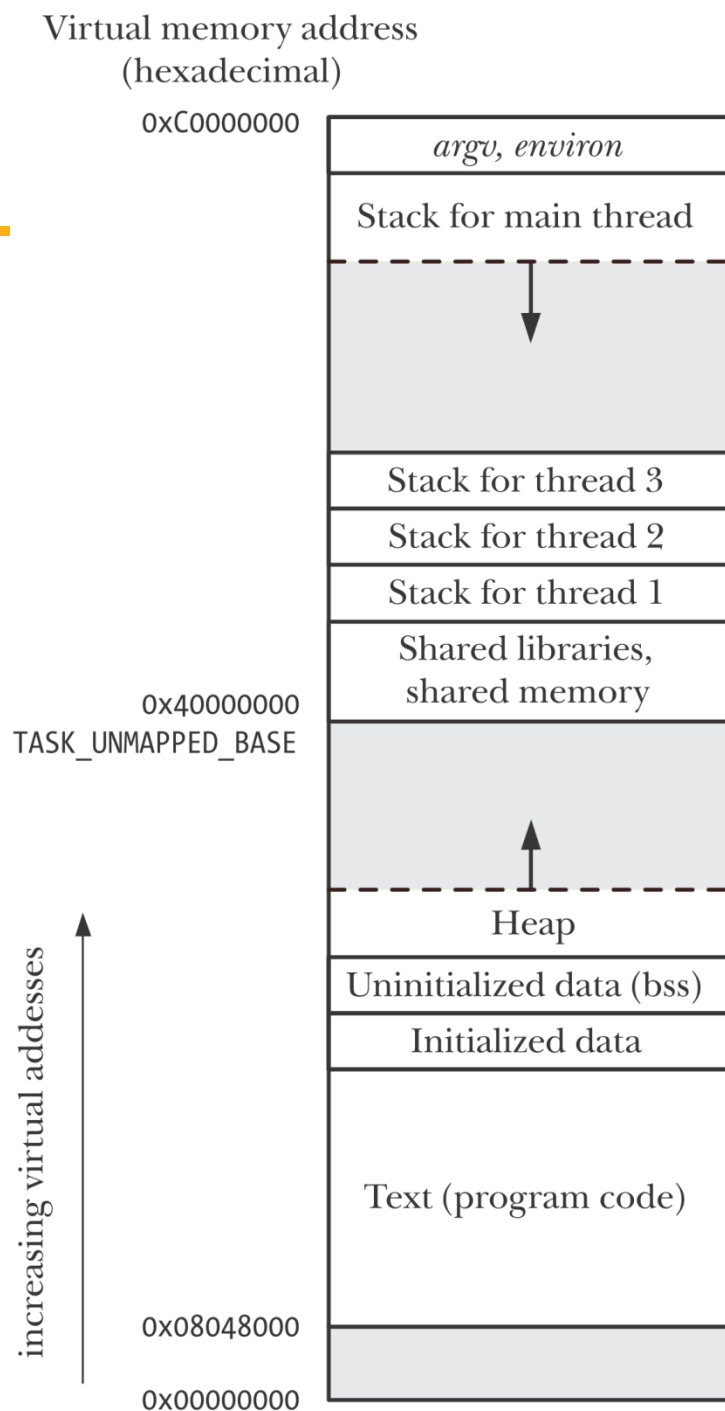 Virtual memory address
(hexadecimal)
0xC0000000
argv, environ
Stack for main thread
Stack for thread 3
Stack for thread 2
Stack for thread 1
Shared libraries,
shared memory
0x40000000
TASK_UNMAPPED_BASE
Heap
Uninitialized data (bss)
Initialized data
increasing virtual addesses
Text (program code)
0x08048000
0x00000000